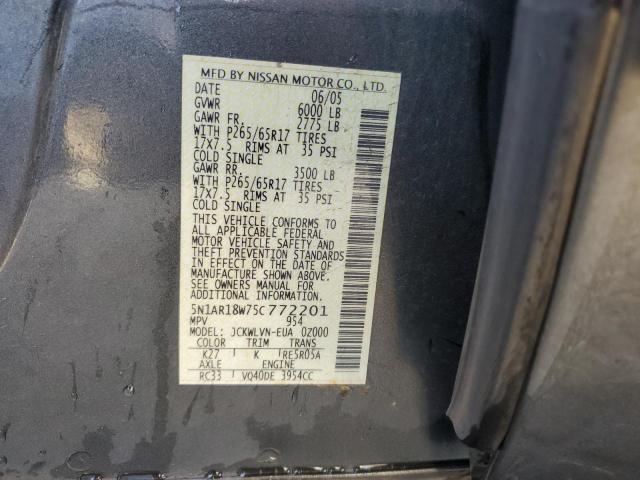 MFD BY NISSAN MOTOR CO., LTD.
DATE 06/05
GVWR 6000 LB
GAWR FR. 2775 LB
WITH P265/65R17 TIRES
17X7.5 RIMS AT 35 PSI
COLD SINGLE
GAWR RR. 3500 LB
WITH P265/65R17 TIRES
17X7.5 RIMS AT 35 PSI
COLD SINGLE
THIS VEHICLE CONFORMS TO
ALL APPLICABLE FEDERAL
MOTOR VEHICLE SAFETY AND
THEFT PREVENTION STANDARDS
IN EFFECT ON THE DATE OF
MANUFACTURE SHOWN ABOVE.
SEE OWNERS MANUAL FOR
ADDITIONAL INFORMATION.
5N1AR18W75C772201
MPV 954
MODEL: JCKWLVN-EUA 0Z000
COLOR TRIM TRANS
K27 K RE5R05A
AXLE ENGINE
RC33 VQ40DE 3954CC